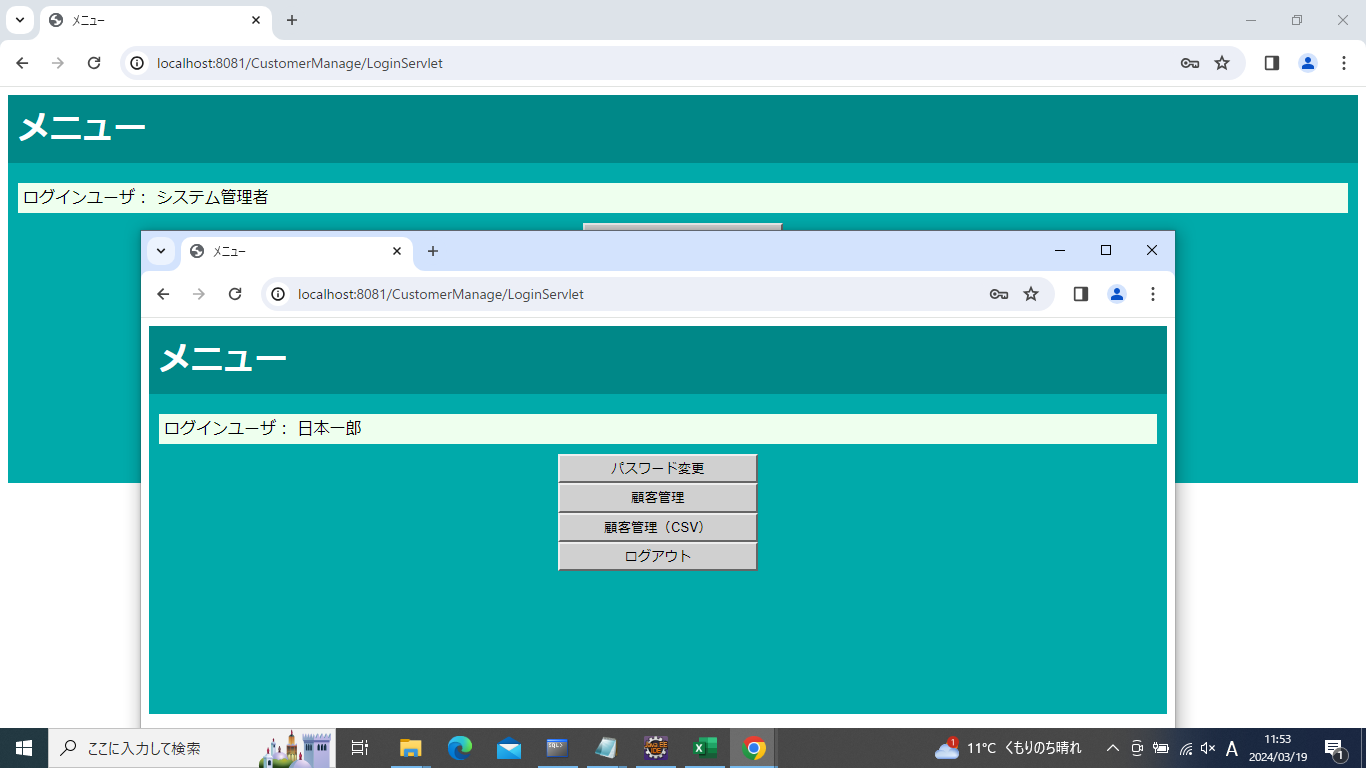 メニュー
localhost:8081/CustomerManage/LoginServlet
メニュー
ログインユーザ： システム管理者
メニュー
localhost:8081/CustomerManage/LoginServlet
メニュー
ログインユーザ： 日本一郎
パスワード変更
顧客管理
顧客管理（CSV）
ログアウト
ここに入力して検索
11°C くもりのち晴れ
A
11:53
2024/03/19
1
1